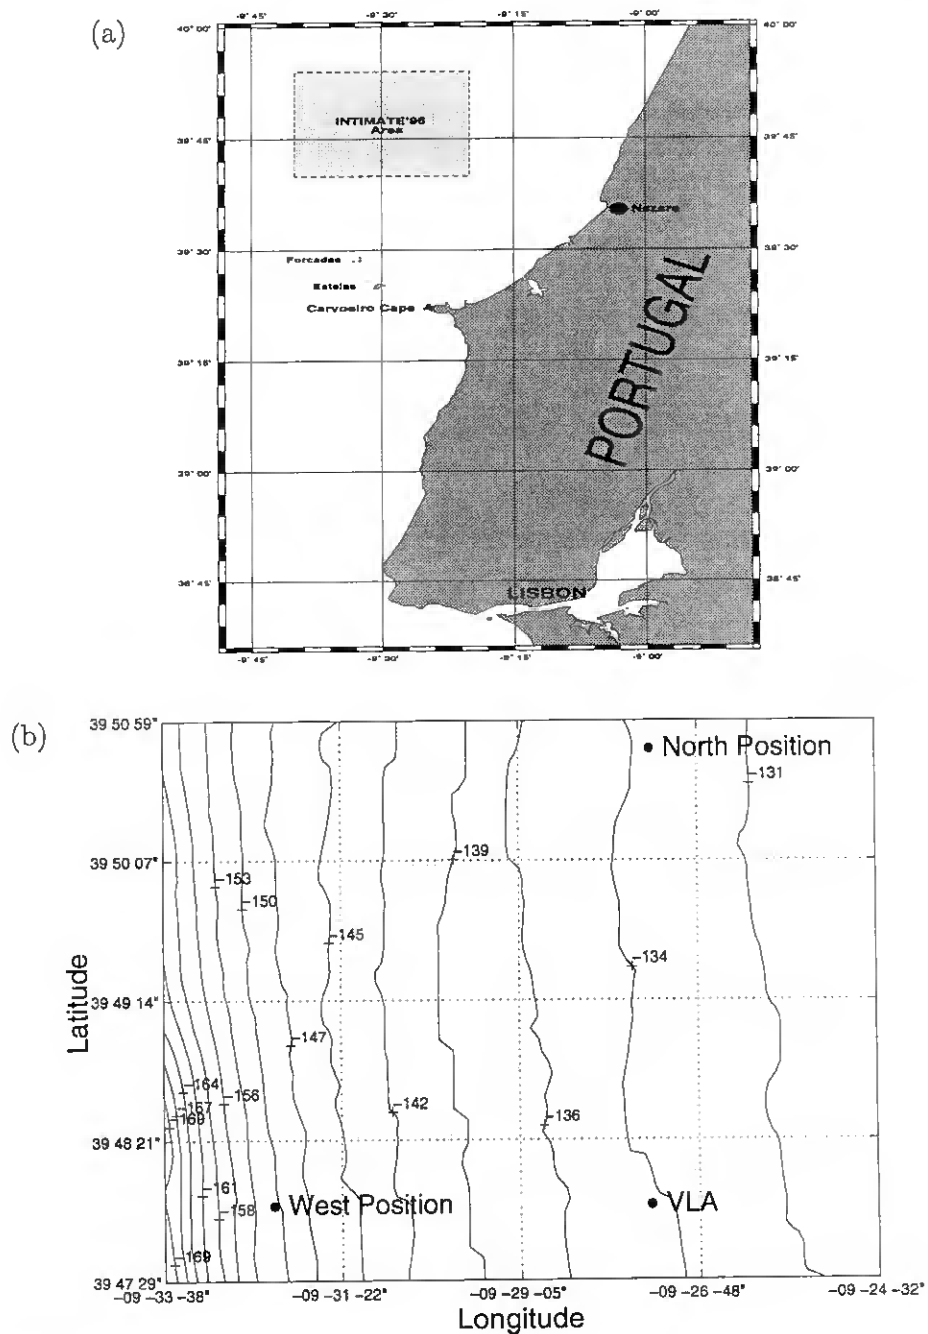 (a)
-9° 45'
-9° 30'
-9° 15'
-9° 00'
40° 00'
40° 00'
INTIMATE'96
Area
39° 45'
39° 45'
Nazare
39° 30'
39° 30'
Forcadas
Estelas
Carvoeiro Cape
39° 15'
39° 15'
PORTUGAL
39° 00'
39° 00'
38° 45'
38° 45'
LISBON
-9° 45'
-9° 30'
-9° 15'
-9° 00'
(b)
39 50 59"
North Position
-131
39 50 07"
-139
-153
-150
-145
-134
39 49 14"
Latitude
-147
-164
-156
-167
-142
-169
-136
39 48 21"
-161
West Position
VLA
-158
-169
39 47 29"
-09 -33 -38"
-09 -31 -22"
-09 -29 -05"
-09 -26 -48"
-09 -24 -32"
Longitude